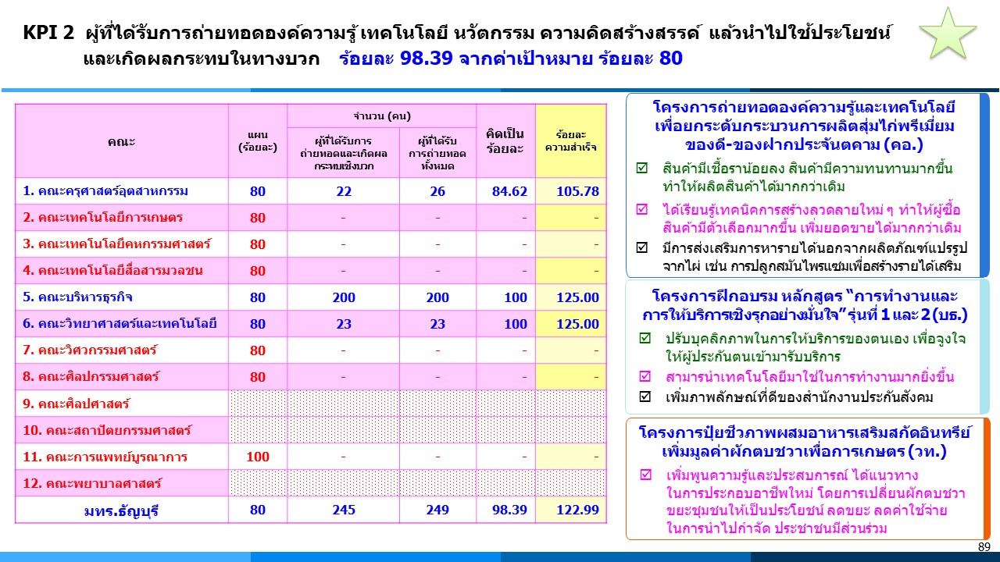 KPI 2 ผู้ที่ได้รับการถ่ายทอดองค์ความรู้ เทคโนโลยี นวัตกรรม ความคิดสร้างสรรค์ แล้วนำไปใช้ประโยชน์
และเกิดผลกระทบในทางบวก ร้อยละ 98.39 จากค่าเป้าหมาย ร้อยละ 80
คณะ
แผน
(ร้อยละ)
จำนวน (คน)
ผู้ที่ได้รับการ
ถ่ายทอดและเกิดผล
กระทบเชิงบวก
ผู้ที่ได้รับ
การถ่ายทอด
ทั้งหมด
คิดเป็น
ร้อยละ
ร้อยละ
ความสำเร็จ
1. คณะครุศาสตร์อุตสาหกรรม 80 22 26 84.62 105.78
2. คณะเทคโนโลยีการเกษตร 80 - - - -
3. คณะเทคโนโลยีคหกรรมศาสตร์ 80 - - - -
4. คณะเทคโนโลยีสื่อสารมวลชน 80 - - - -
5. คณะบริหารธุรกิจ 80 200 200 100 125.00
6. คณะวิทยาศาสตร์และเทคโนโลยี 80 23 23 100 125.00
7. คณะวิศวกรรมศาสตร์ 80 - - - -
8. คณะศิลปกรรมศาสตร์ 80 - - - -
9. คณะศิลปศาสตร์
10. คณะสถาปัตยกรรมศาสตร์
11. คณะการแพทย์บูรณาการ 100 - - - -
12. คณะพยาบาลศาสตร์
มทร.ธัญบุรี 80 245 249 98.39 122.99
โครงการถ่ายทอดองค์ความรู้และเทคโนโลยี
เพื่อยกระดับกระบวนการผลิตสุ่มไก่พรีเมี่ยม
ของดี-ของฝากประจันตคาม (คอ.)
☑ สินค้ามีเชื้อราน้อยลง สินค้ามีความทนทานมากขึ้น
ทำให้ผลิตสินค้าได้มากกว่าเดิม
☑ ได้เรียนรู้เทคนิคการสร้างลวดลายใหม่ ๆ ทำให้ผู้ซื้อ
สินค้ามีตัวเลือกมากขึ้น เพิ่มยอดขายได้มากกว่าเดิม
☑ มีการส่งเสริมการหารายได้นอกจากผลิตภัณฑ์แปรรูป
จากไผ่ เช่น การปลูกสมันไพรแซมเพื่อสร้างรายได้เสริม
โครงการฝึกอบรม หลักสูตร “การทำงานและ
การให้บริการเชิงรุกอย่างมั่นใจ” รุ่นที่ 1 และ 2 (บธ.)
☑ ปรับบุคลิกภาพในการให้บริการของตนเอง เพื่อจูงใจ
ให้ผู้ประกันตนเข้ามารับบริการ
☑ สามารนำเทคโนโลยีมาใช่ในการทำงานมากยิ่งขึ้น
☑ เพิ่มภาพลักษณ์ที่ดีของสำนักงานประกันสังคม
โครงการปุ๋ยชีวภาพผสมอาหารเสริมสกัดอินทรีย์
เพิ่มมูลค่าผักตบชวาเพื่อการเกษตร (วท.)
☑ เพิ่มพูนความรู้และประสบการณ์ ได้แนวทาง
ในการประกอบอาชีพใหม่ โดยการเปลี่ยนผักตบชวา
ขยะชุมชนให้เป็นประโยชน์ ลดขยะ ลดค่าใช้จ่าย
ในการนำไปกำจัด ประชาชนมีส่วนร่วม
89